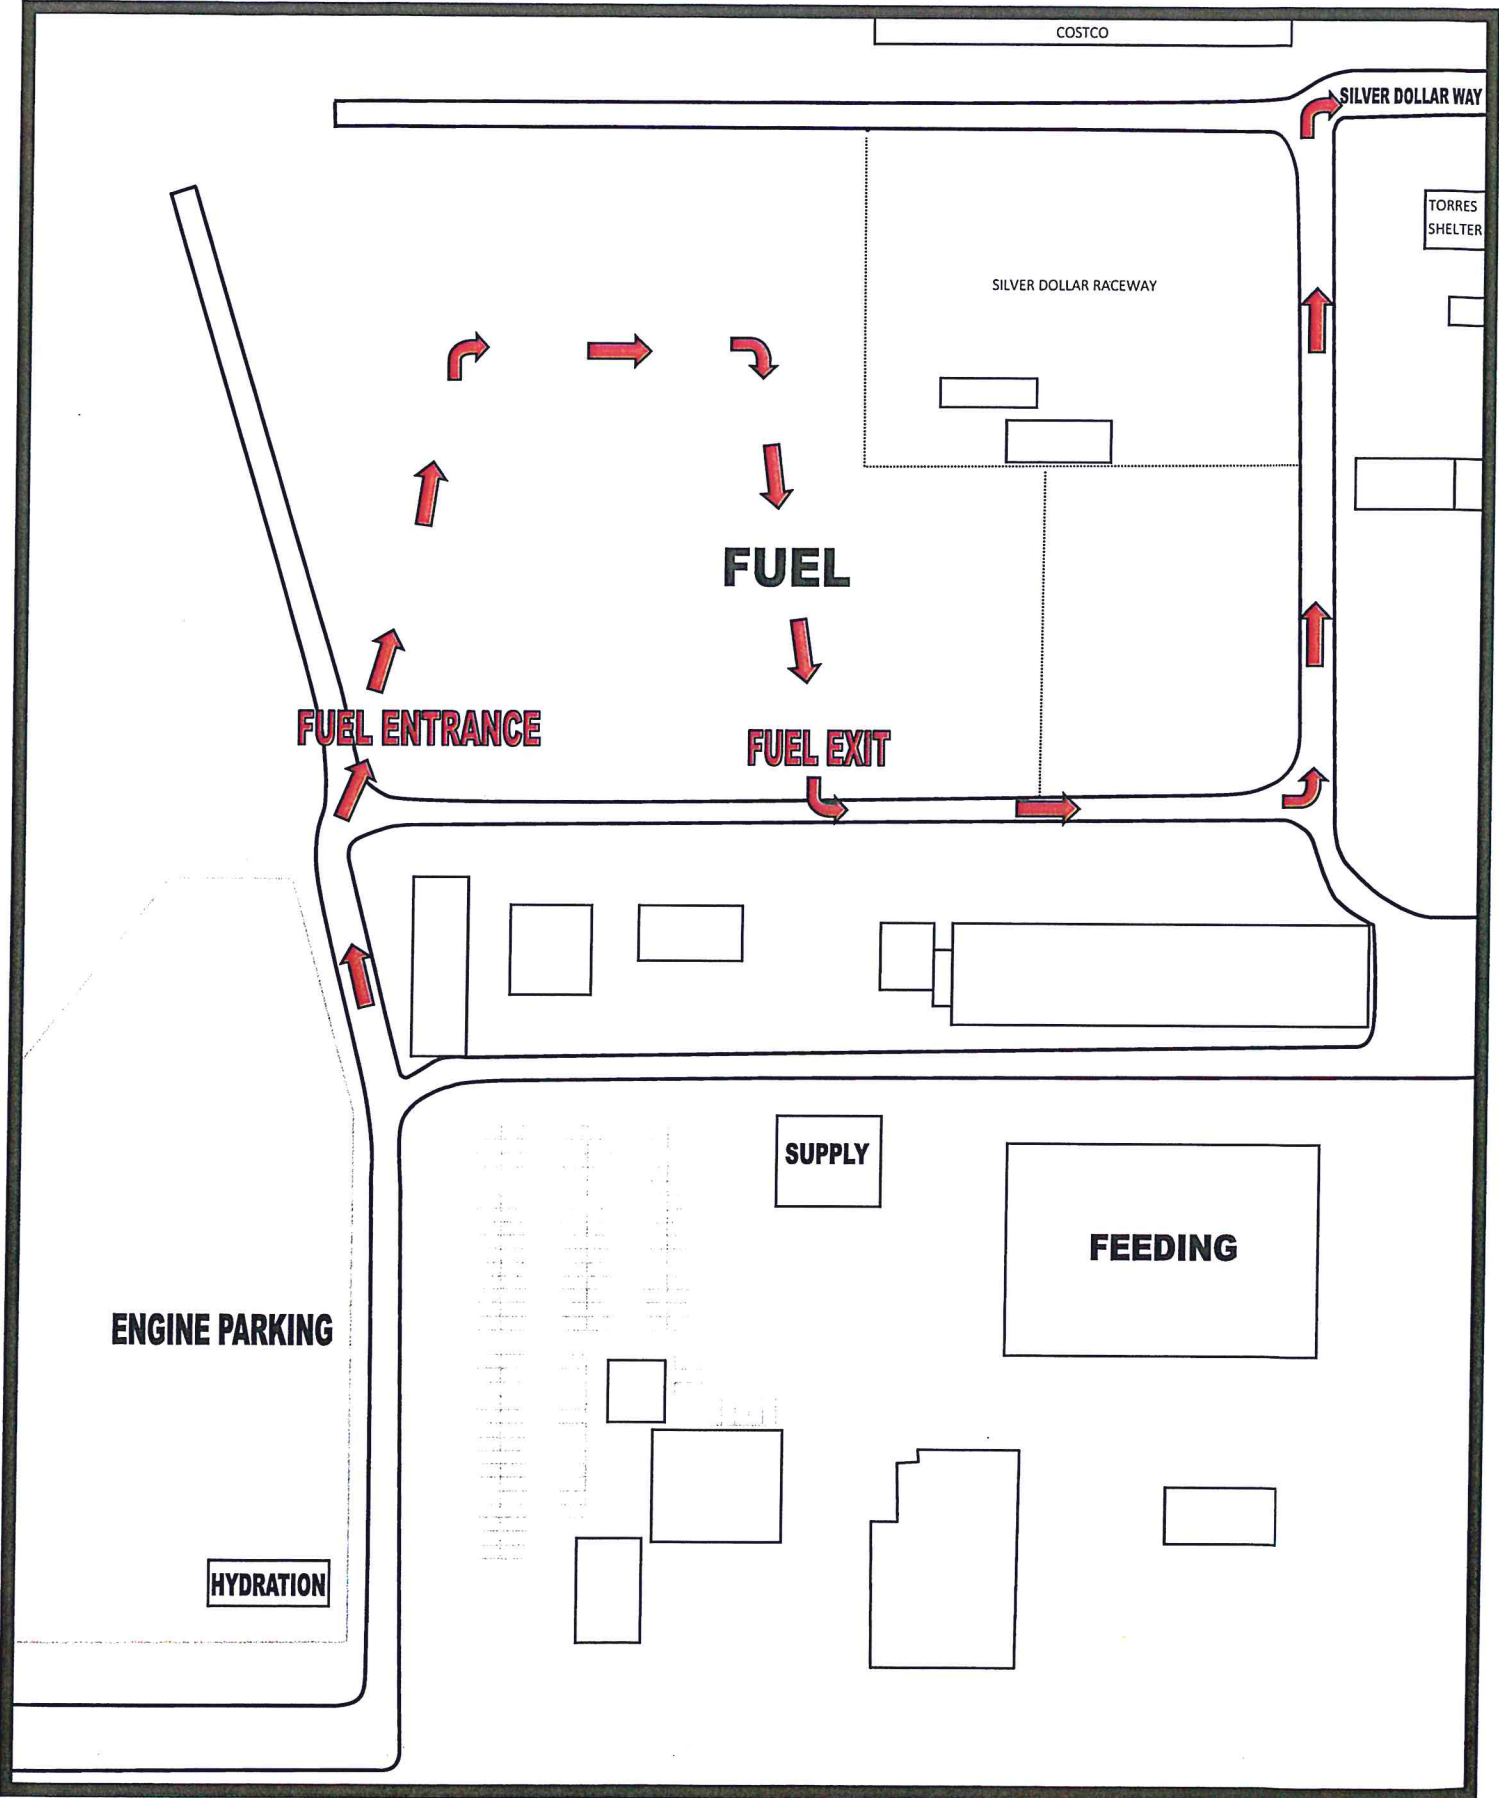 COSTCO
SILVER DOLLAR WAY
TORRES
SHELTER
SILVER DOLLAR RACEWAY
FUEL
FUEL ENTRANCE
FUEL EXIT
SUPPLY
FEEDING
ENGINE PARKING
HYDRATION